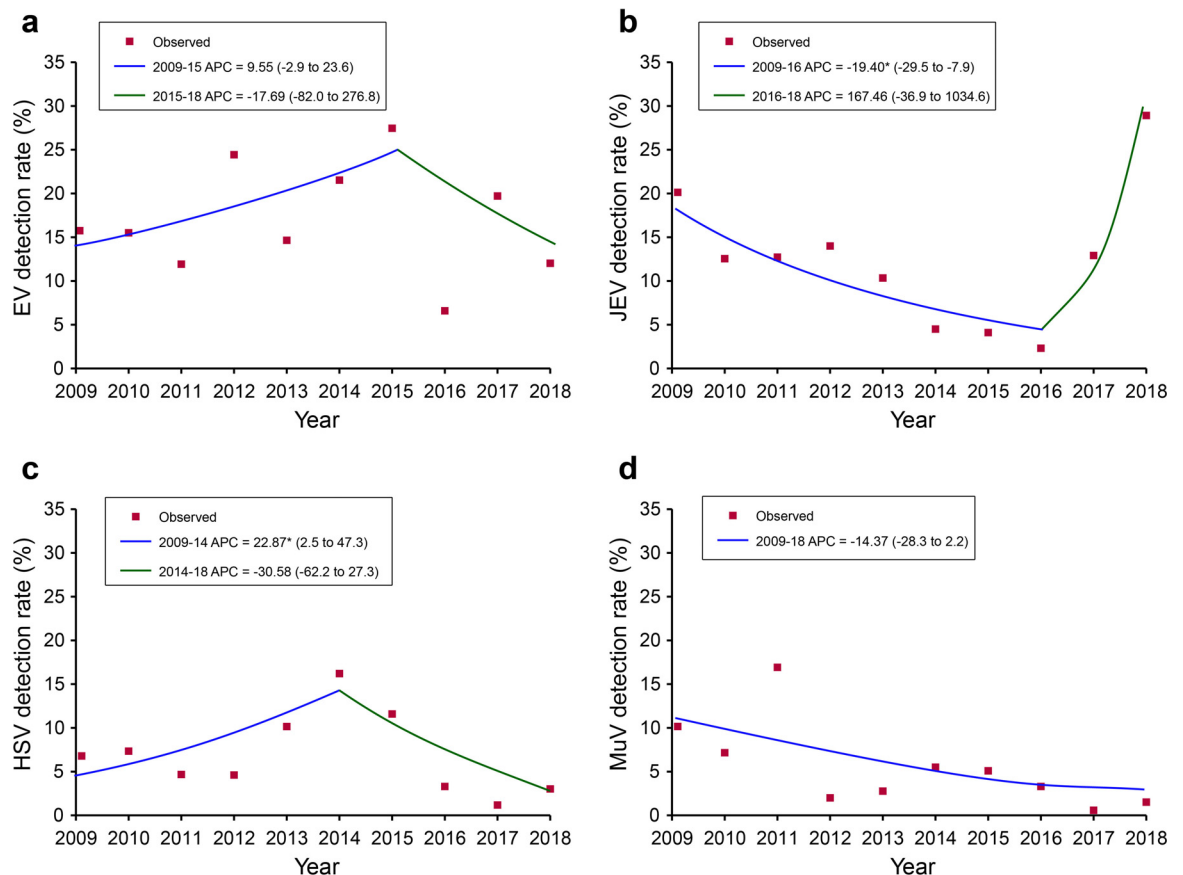 a
Observed
2009-15 APC = 9.55 (-2.9 to 23.6)
2015-18 APC = -17.69 (-82.0 to 276.8)
EV detection rate (%)
35
30
25
20
15
10
5
0
2009 2010 2011 2012 2013 2014 2015 2016 2017 2018
Year
b
Observed
2009-16 APC = -19.40* (-29.5 to -7.9)
2016-18 APC = 167.46 (-36.9 to 1034.6)
JEV detection rate (%)
35
30
25
20
15
10
5
0
2009 2010 2011 2012 2013 2014 2015 2016 2017 2018
Year
c
Observed
2009-14 APC = 22.87* (2.5 to 47.3)
2014-18 APC = -30.58 (-62.2 to 27.3)
HSV detection rate (%)
35
30
25
20
15
10
5
0
2009 2010 2011 2012 2013 2014 2015 2016 2017 2018
Year
d
Observed
2009-18 APC = -14.37 (-28.3 to 2.2)
MuV detection rate (%)
35
30
25
20
15
10
5
0
2009 2010 2011 2012 2013 2014 2015 2016 2017 2018
Year